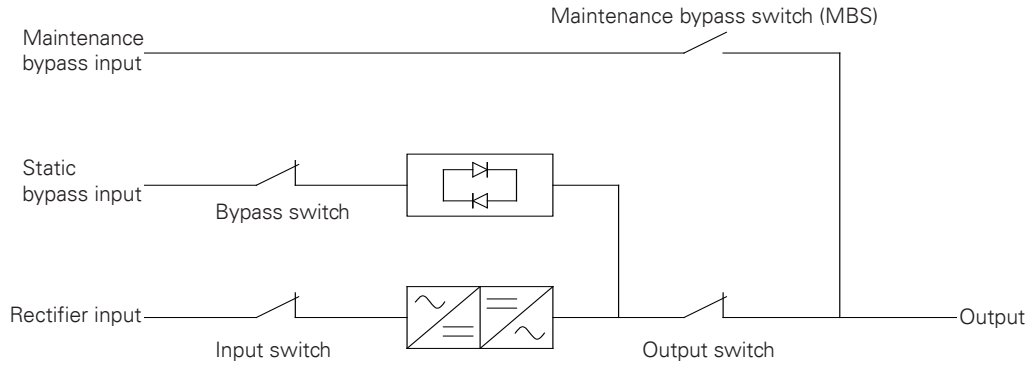 Maintenance bypass switch (MBS)
Maintenance
bypass input
Static
bypass input
Bypass switch
Rectifier input
Output
Input switch
Output switch